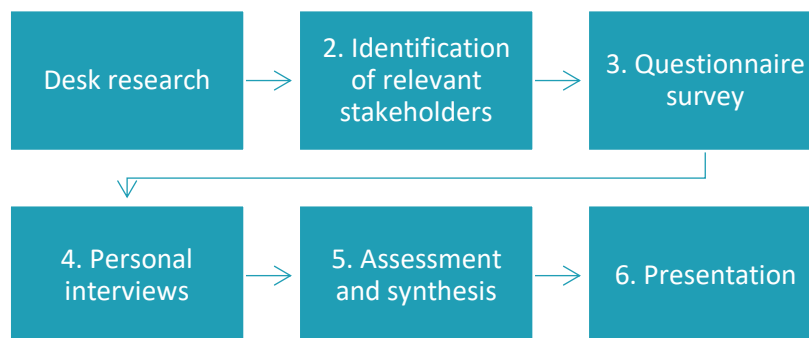 Desk research
2. Identification
of relevant
stakeholders
3. Questionnaire
survey
4. Personal
interviews
5. Assessment
and synthesis
6. Presentation